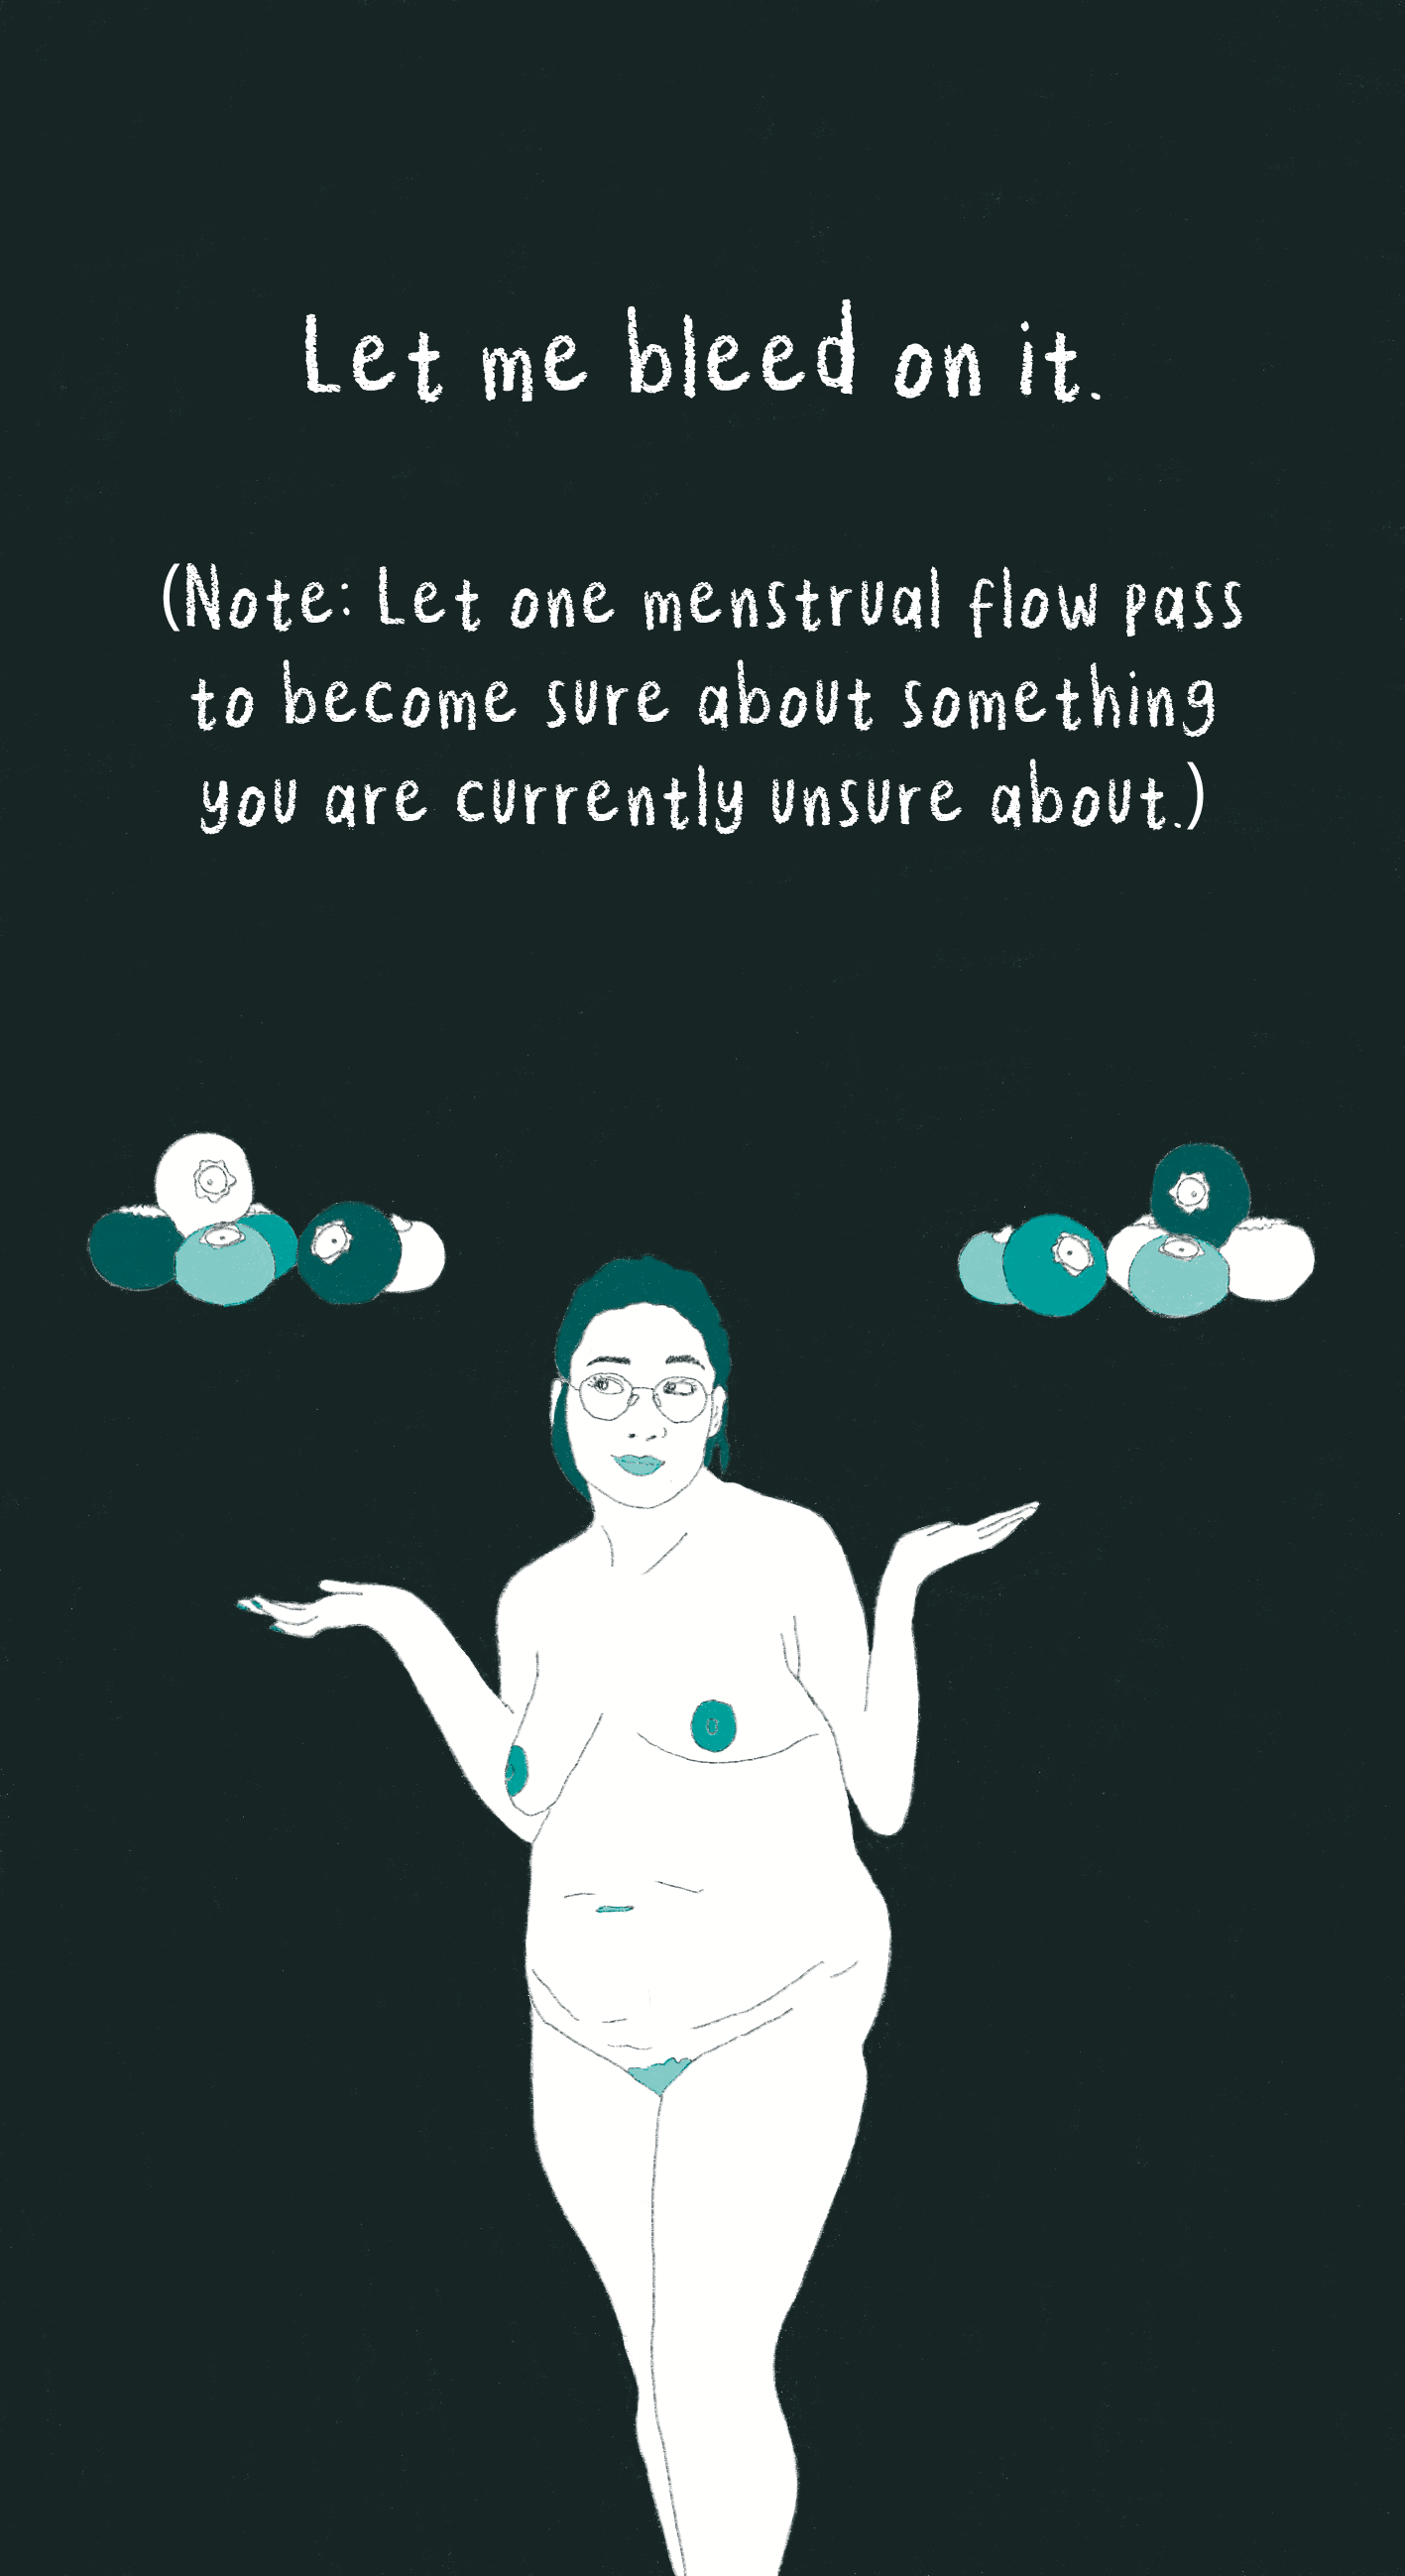 Let me bleed on it.
(Note: Let one menstrual flow pass
to become sure about something
you are currently unsure about.)